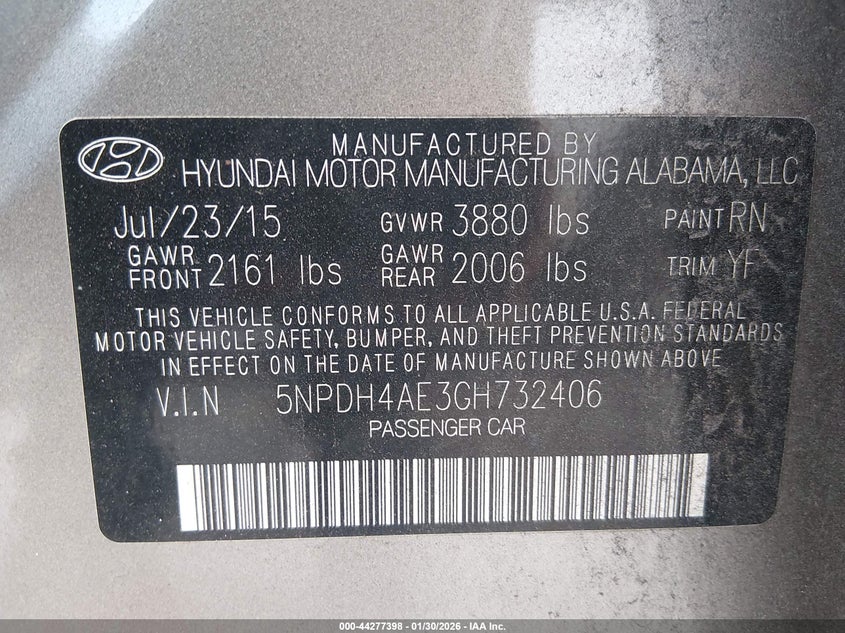 MANUFACTURED BY
HYUNDAI MOTOR MANUFACTURING ALABAMA, LLC
Jul/23/15 GVWR 3880 lbs PAINT RN
GAWR FRONT 2161 lbs GAWR REAR 2006 lbs TRIM YF
THIS VEHICLE CONFORMS TO ALL APPLICABLE U.S.A. FEDERAL
MOTOR VEHICLE SAFETY, BUMPER, AND THEFT PREVENTION STANDARDS
IN EFFECT ON THE DATE OF MANUFACTURE SHOWN ABOVE
V.I.N 5NPDH4AE3GH732406
PASSENGER CAR
000-44277398 - 01/30/2026 - IAA Inc.